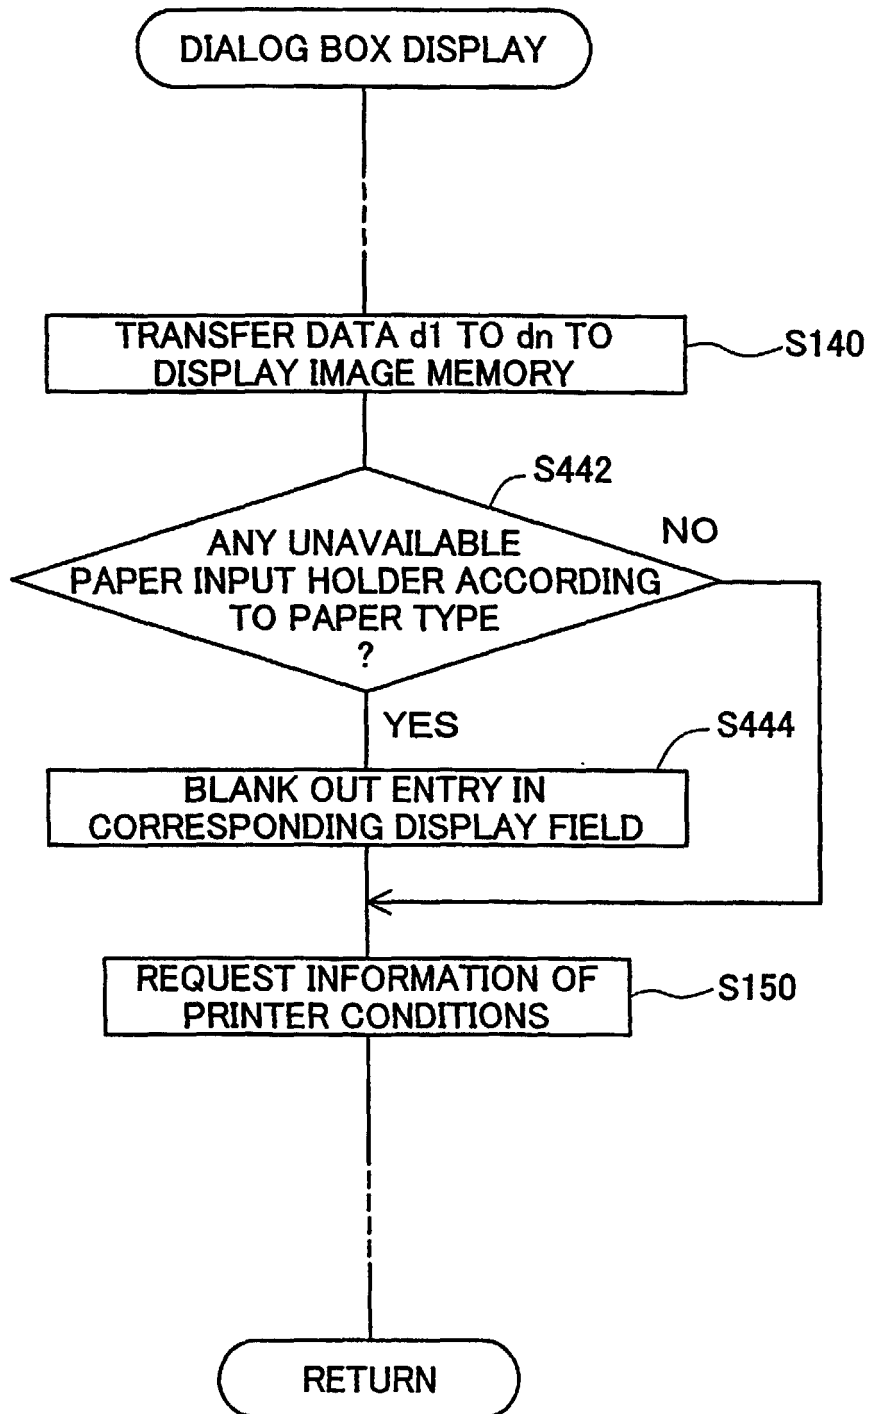 DIALOG BOX DISPLAY
TRANSFER DATA d1 TO dn TO
DISPLAY IMAGE MEMORY
S140
S442
ANY UNAVAILABLE
PAPER INPUT HOLDER ACCORDING
TO PAPER TYPE
?
NO
YES
S444
BLANK OUT ENTRY IN
CORRESPONDING DISPLAY FIELD
REQUEST INFORMATION OF
PRINTER CONDITIONS
S150
RETURN